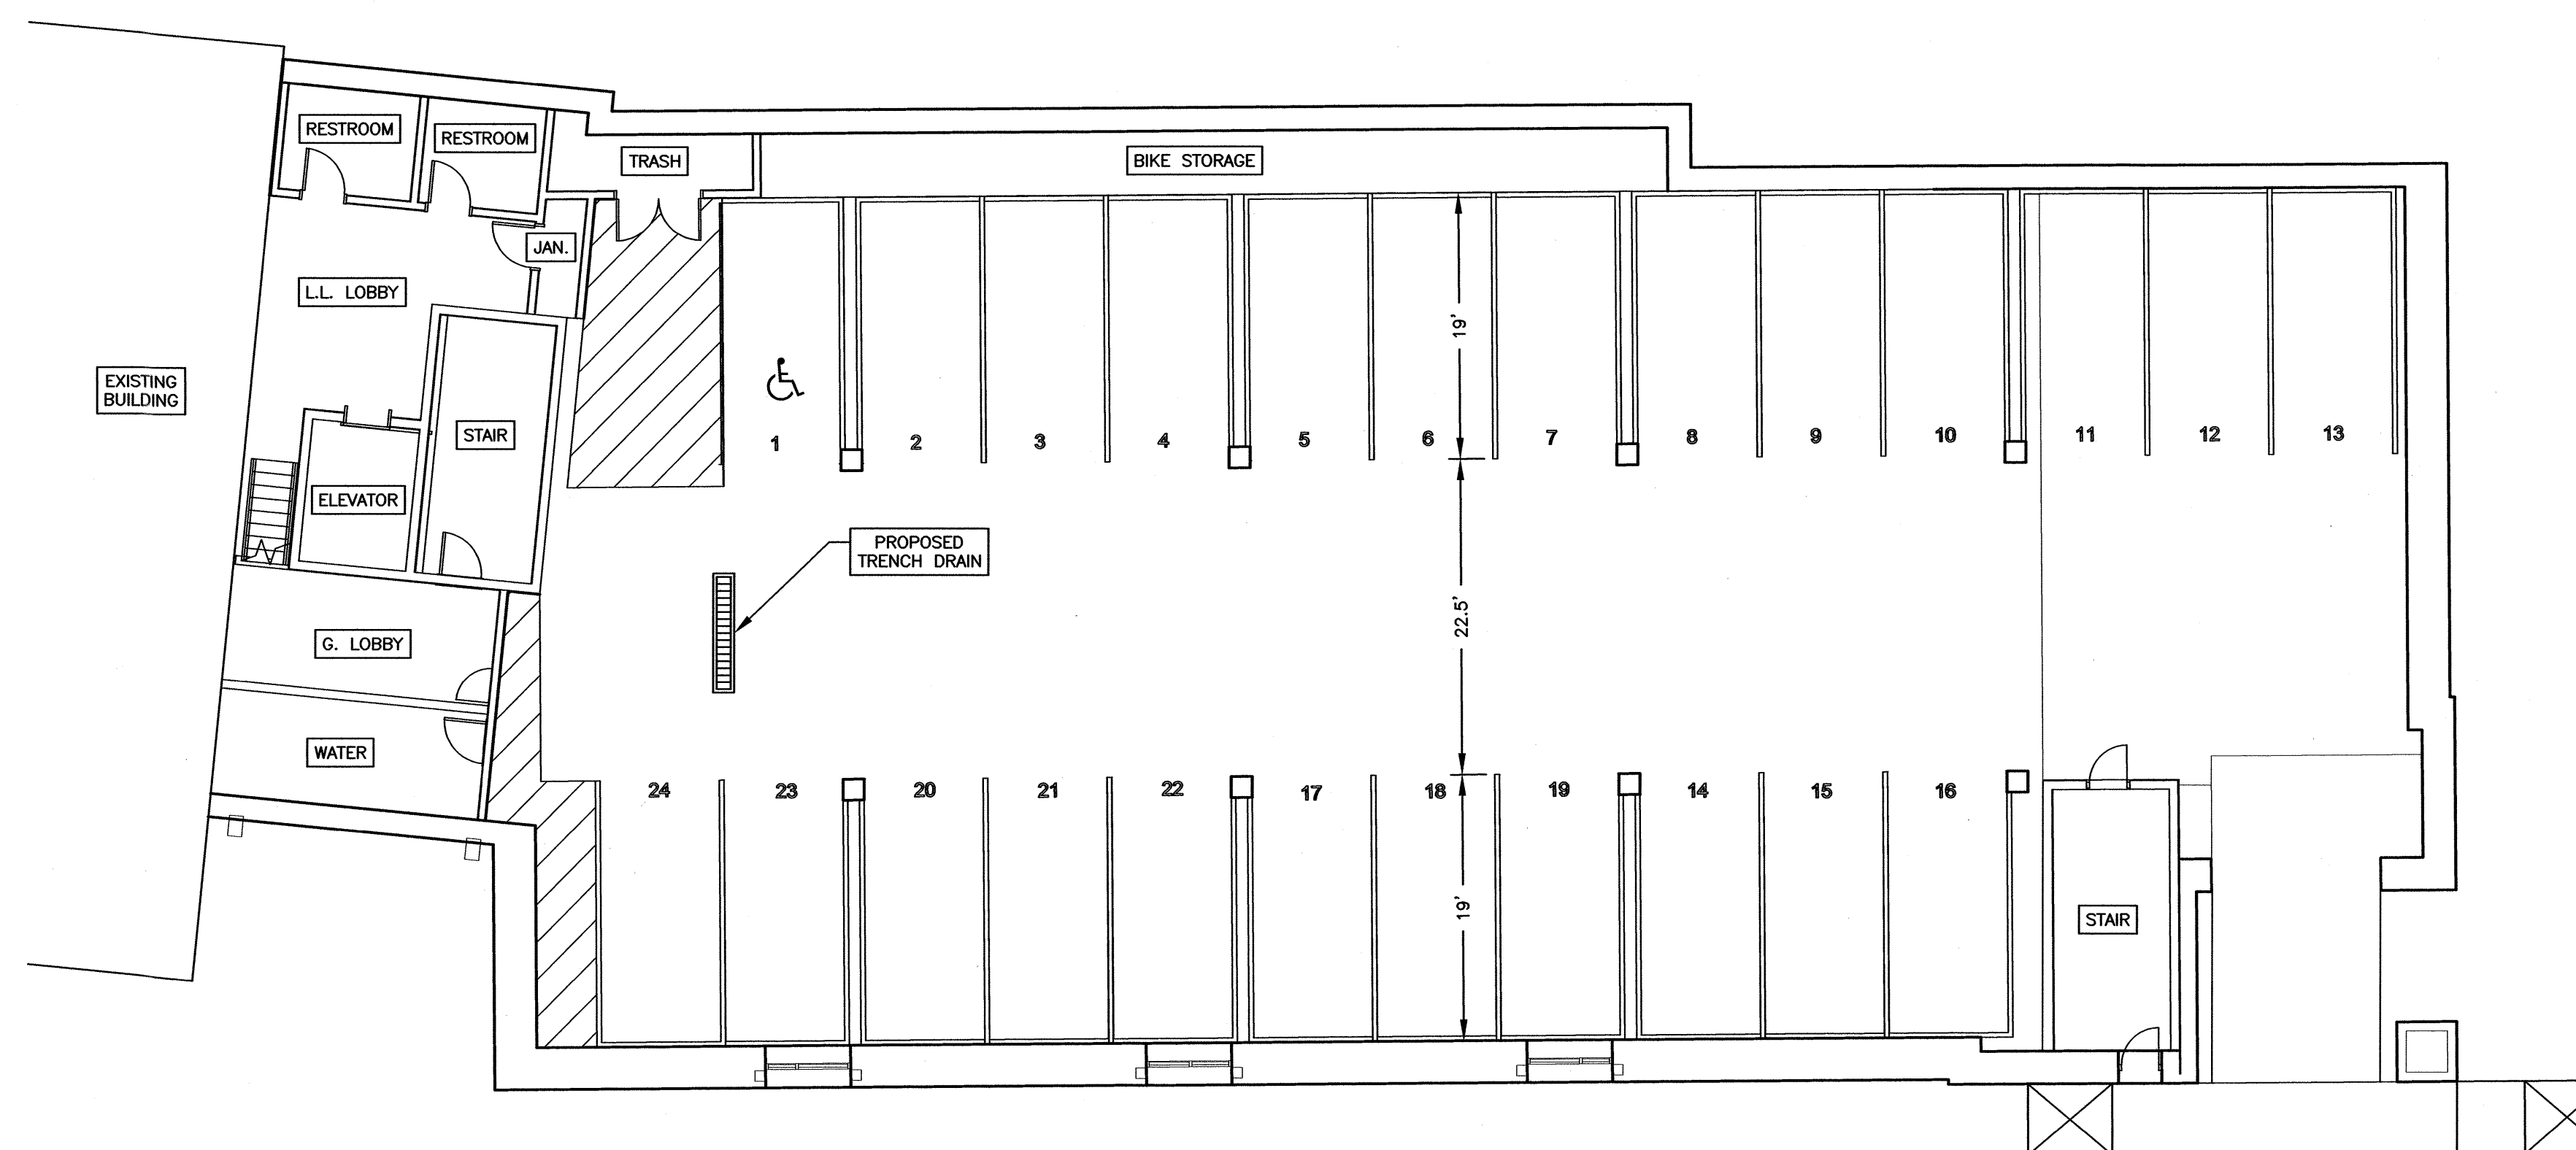 RESTROOM
RESTROOM
TRASH
BIKE STORAGE
JAN.
L.L. LOBBY
19'
EXISTING
BUILDING
STAIR
1
2
3
4
5
6
7
8
9
10
11
12
13
ELEVATOR
PROPOSED
TRENCH DRAIN
22.5'
G. LOBBY
WATER
24
23
20
21
22
17
18
19
14
15
16
19'
STAIR